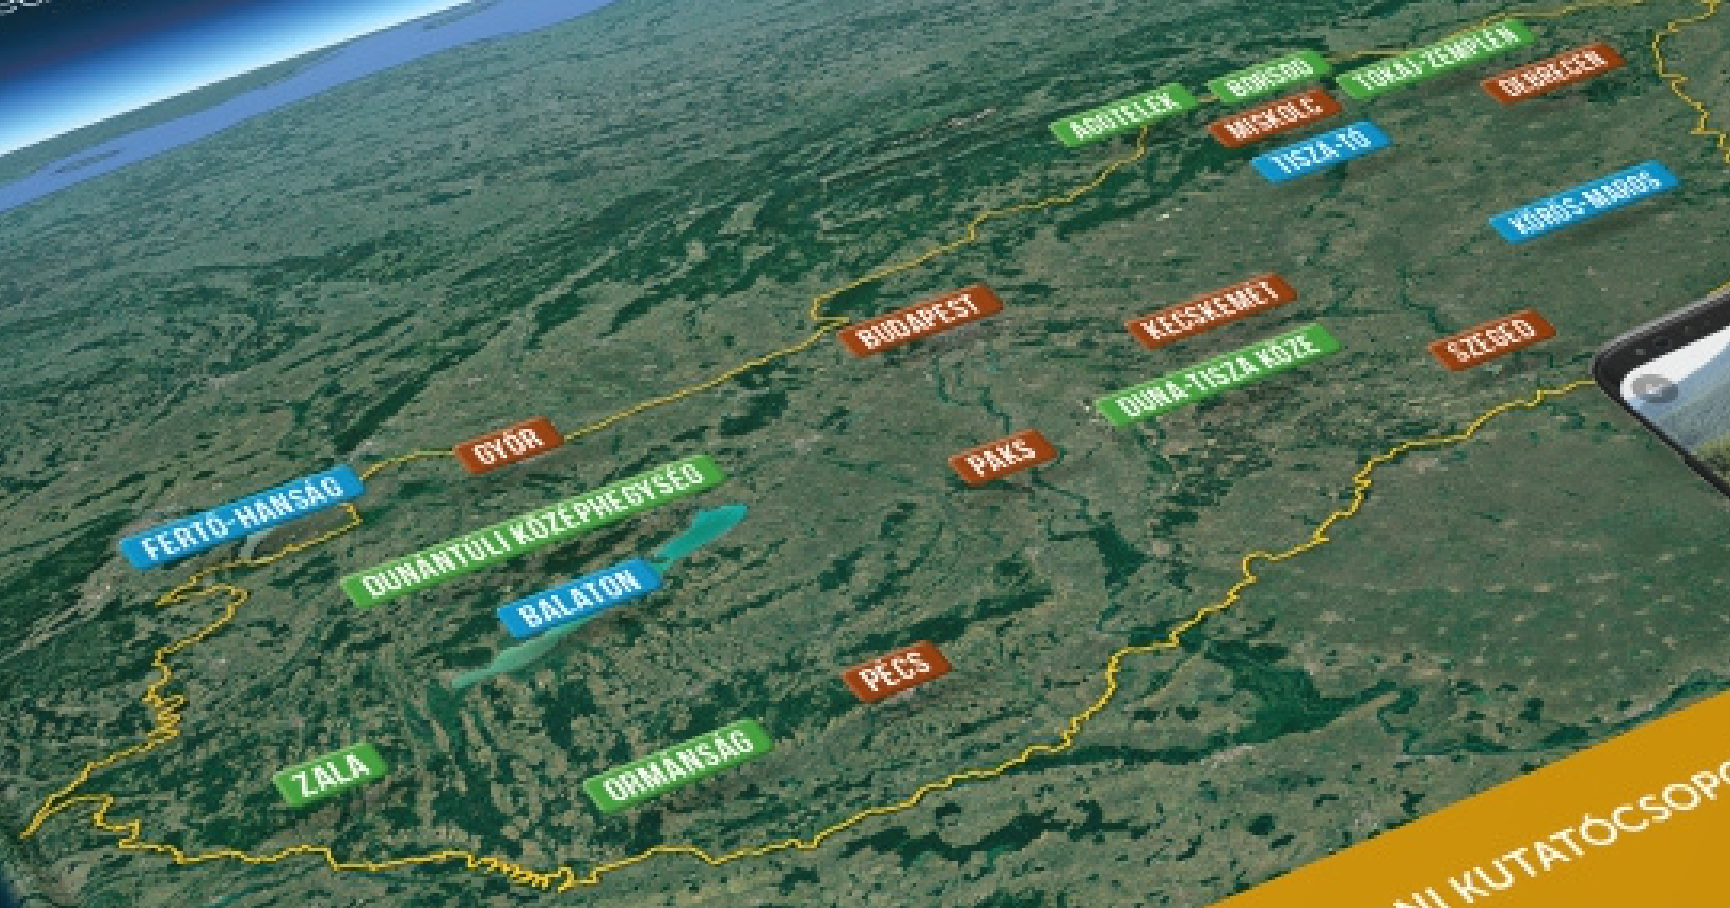 TOKAJ-ZEMPLÉN
BORSOD
DEBRECEN
AGGTELEK
MISKOLC
TISZA-TÓ
KÖRÖS-MAROS
BUDAPEST
KECSKEMÉT
SZEGED
DUNA-TISZA KÖZE
GYŐR
PAKS
FERTŐ-HANSÁG
DUNÁNTÚLI KÖZÉPHEGYSÉG
BALATON
PÉCS
ZALA
ORMÁNSÁG
KUTATÓCSOPO